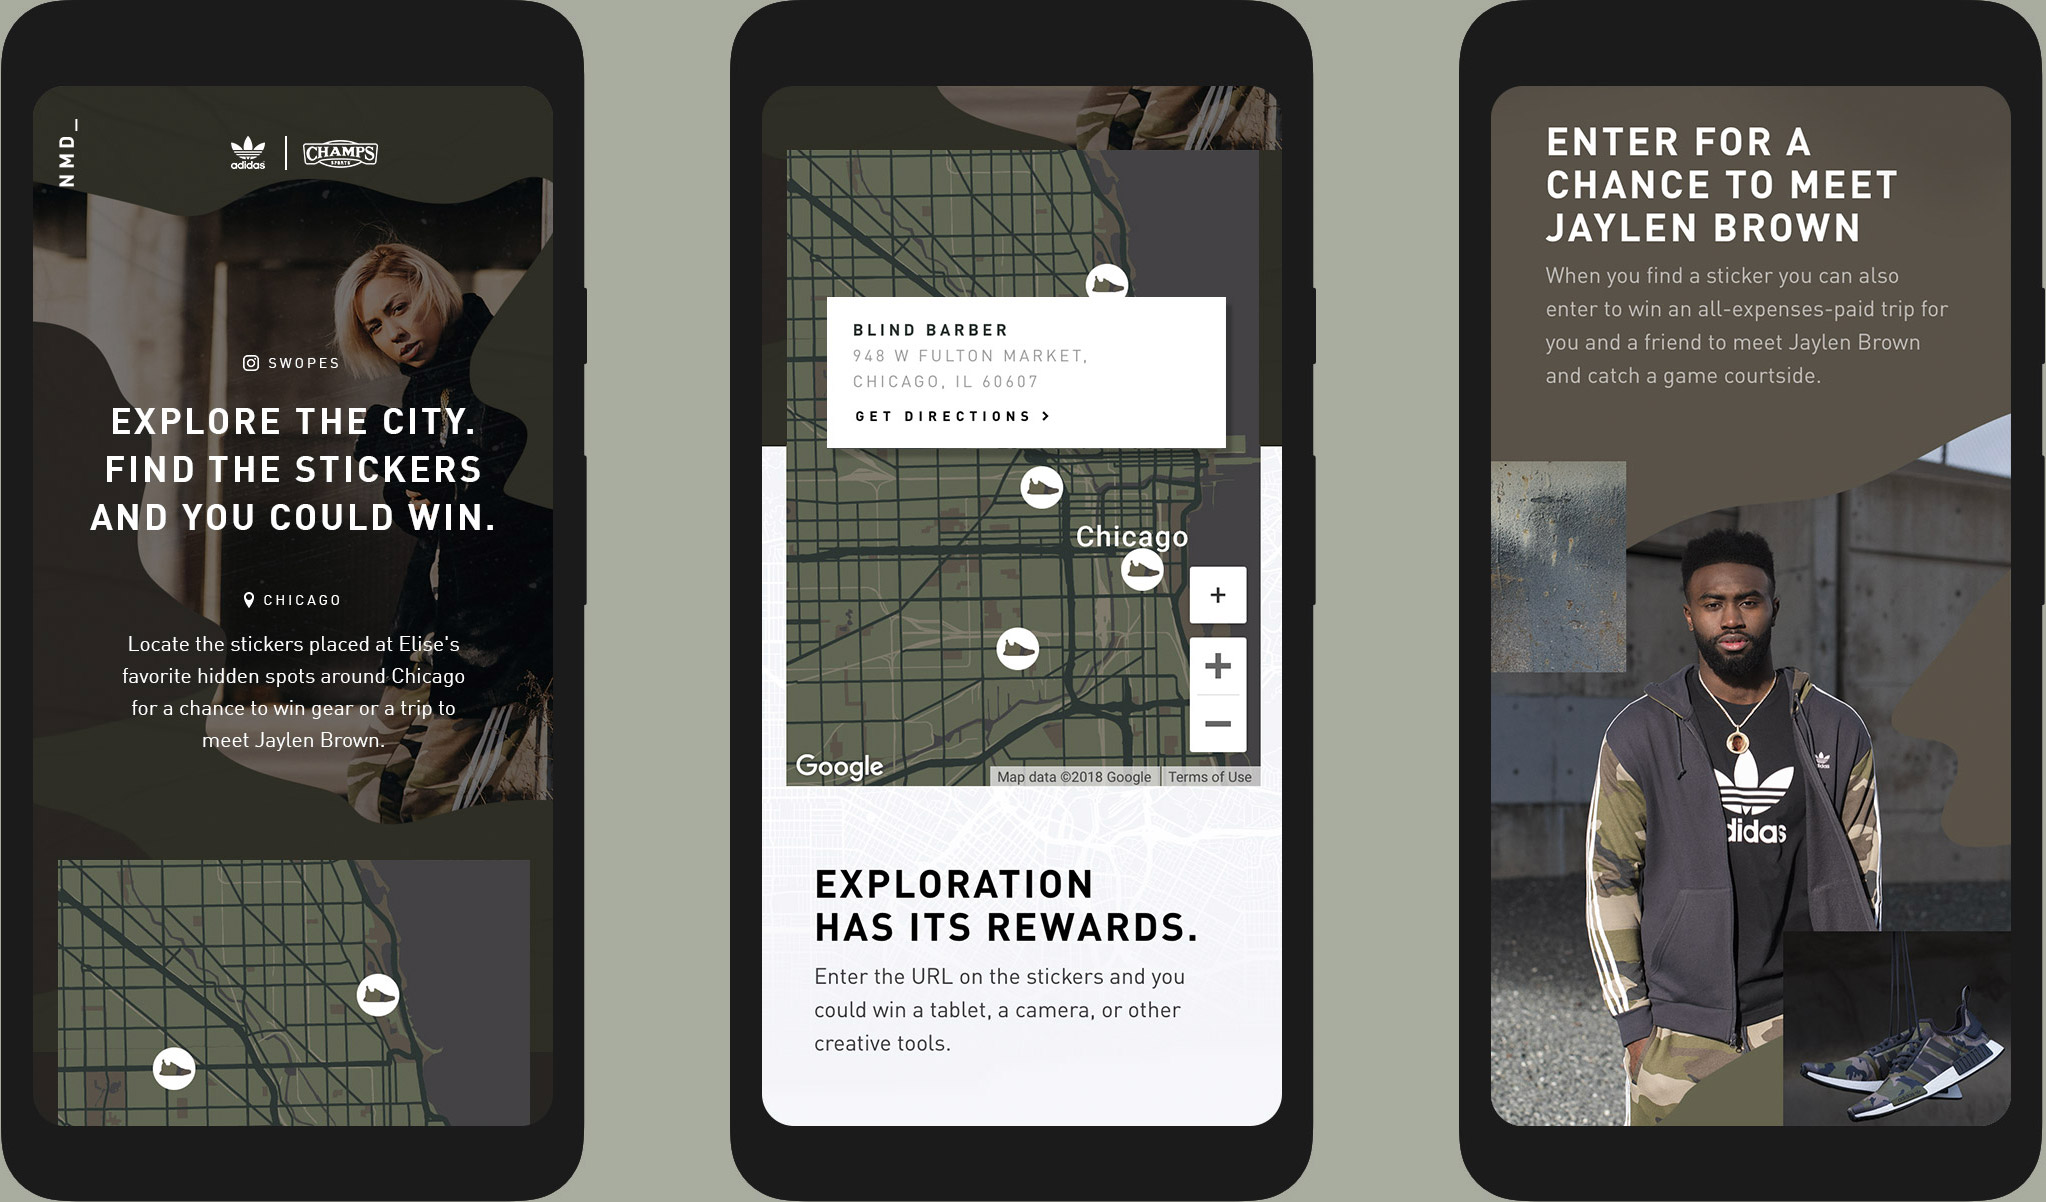 NMD_
adidas
CHAMPS
SPORTS
SWOPES
EXPLORE THE CITY.
FIND THE STICKERS
AND YOU COULD WIN.
CHICAGO
Locate the stickers placed at Elise's
favorite hidden spots around Chicago
for a chance to win gear or a trip to
meet Jaylen Brown.
BLIND BARBER
948 W FULTON MARKET,
CHICAGO, IL 60607
GET DIRECTIONS >
Chicago
+
+
−
Google
Map data ©2018 Google
Terms of Use
EXPLORATION
HAS ITS REWARDS.
Enter the URL on the stickers and you
could win a tablet, a camera, or other
creative tools.
ENTER FOR A
CHANCE TO MEET
JAYLEN BROWN
When you find a sticker you can also
enter to win an all-expenses-paid trip for
you and a friend to meet Jaylen Brown
and catch a game courtside.
adidas
didas